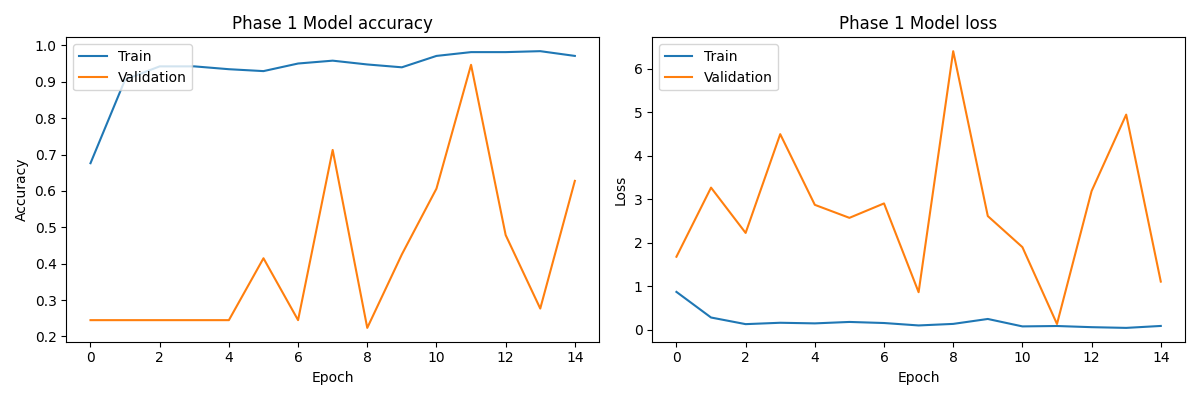 Phase 1 Model accuracy
Train
Validation
1.0
0.9
0.8
0.7
0.6
0.5
0.4
0.3
0.2
Accuracy
0 2 4 6 8 10 12 14
Epoch
Phase 1 Model loss
Train
Validation
6
5
4
3
2
1
0
Loss
0 2 4 6 8 10 12 14
Epoch